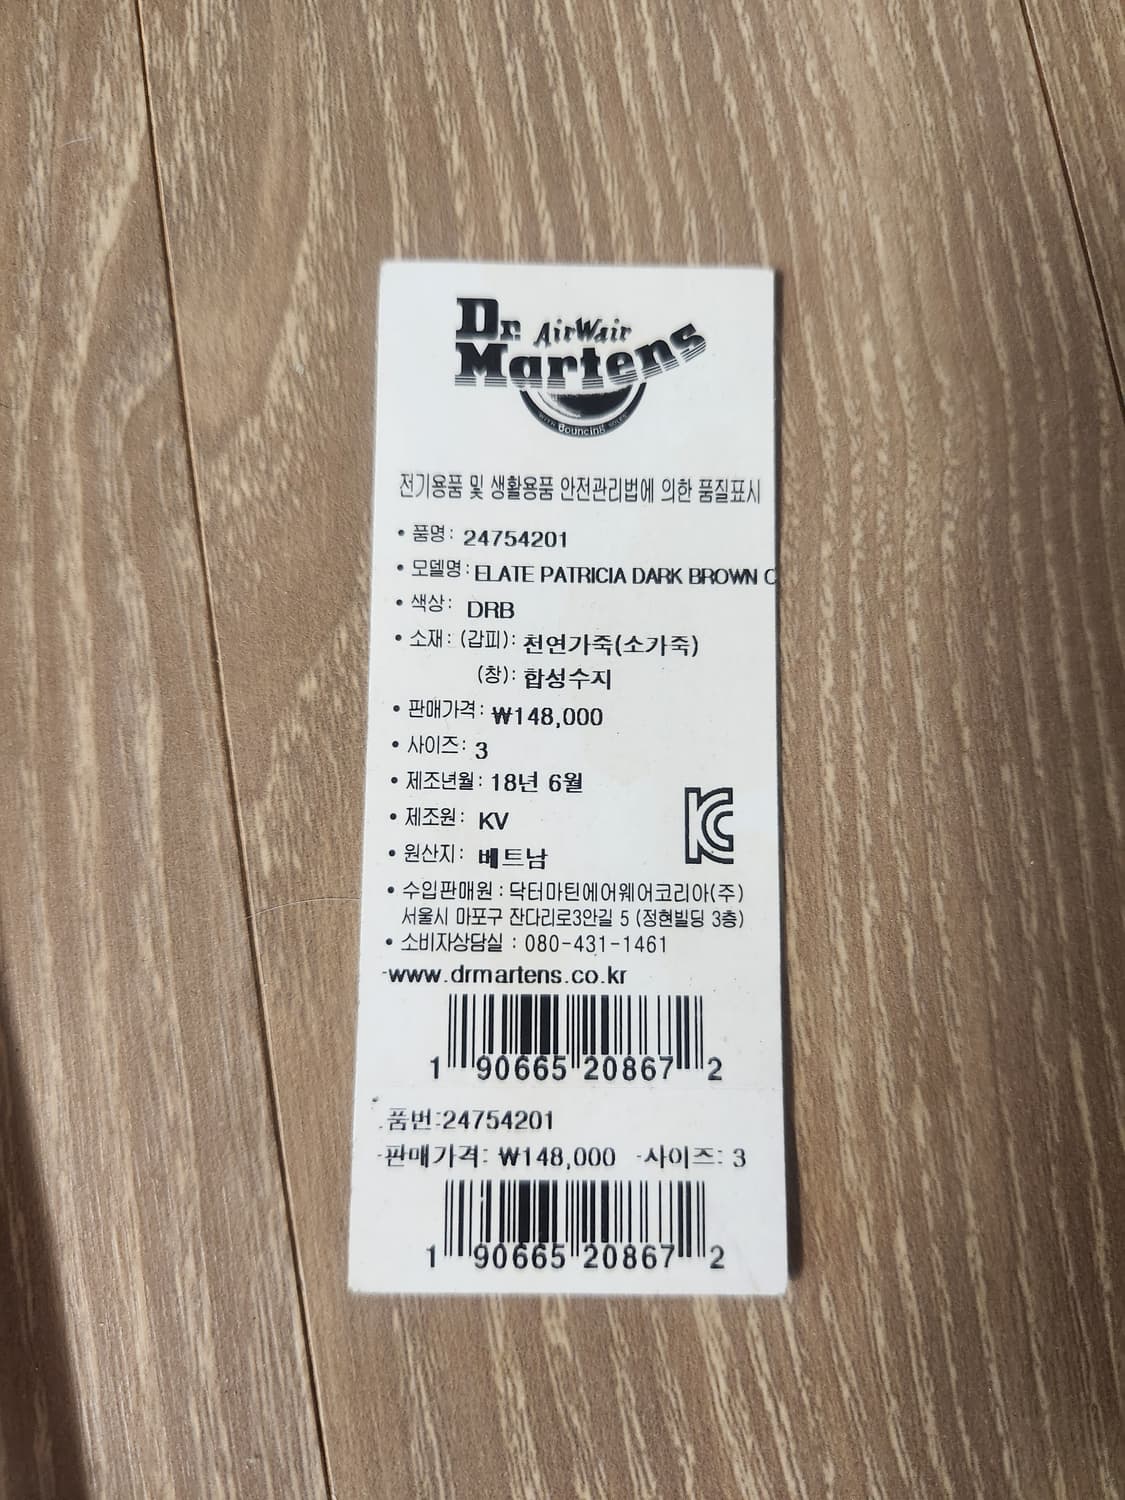 Dr. AirWair
Martens
WITH Bouncing SOLES
전기용품 및 생활용품 안전관리법에 의한 품질표시
• 품명: 24754201
• 모델명: ELATE PATRICIA DARK BROWN C
• 색상: DRB
• 소재: (갑피): 천연가죽(소가죽)
(창): 합성수지
• 판매가격: ₩148,000
• 사이즈: 3
• 제조년월: 18년 6월
• 제조원: KV
• 원산지: 베트남
KC
• 수입판매원 : 닥터마틴에어웨어코리아(주)
서울시 마포구 잔다리로3안길 5 (정현빌딩 3층)
• 소비자상담실 : 080-431-1461
-www.drmartens.co.kr
1 90665 20867 2
-품번:24754201
-판매가격: ₩148,000 -사이즈: 3
1 90665 20867 2